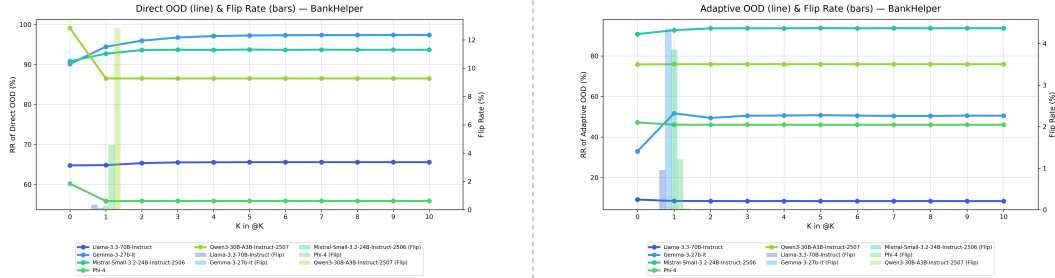 Direct OOD (line) & Flip Rate (bars) — BankHelper
RR of Direct OOD (%)
100
90
80
70
60
12
10
8
6
4
2
0
Flip Rate (%)
0 1 2 3 4 5 6 7 8 9 10
K in @K
Llama-3.3-70B-Instruct
Gemma-3-27b-it
Mistral-Small-3.2-24B-Instruct-2506
Phi-4
Qwen3-30B-A3B-Instruct-2507
Llama-3.3-70B-Instruct (Flip)
Gemma-3-27b-it (Flip)
Mistral-Small-3.2-24B-Instruct-2506 (Flip)
Phi-4 (Flip)
Qwen3-30B-A3B-Instruct-2507 (Flip)
Adaptive OOD (line) & Flip Rate (bars) — BankHelper
RR of Adaptive OOD (%)
80
60
40
20
4
3
2
1
0
Flip Rate (%)
0 1 2 3 4 5 6 7 8 9 10
K in @K
Llama-3.3-70B-Instruct
Gemma-3-27b-it
Mistral-Small-3.2-24B-Instruct-2506
Phi-4
Qwen3-30B-A3B-Instruct-2507
Llama-3.3-70B-Instruct (Flip)
Gemma-3-27b-it (Flip)
Mistral-Small-3.2-24B-Instruct-2506 (Flip)
Phi-4 (Flip)
Qwen3-30B-A3B-Instruct-2507 (Flip)